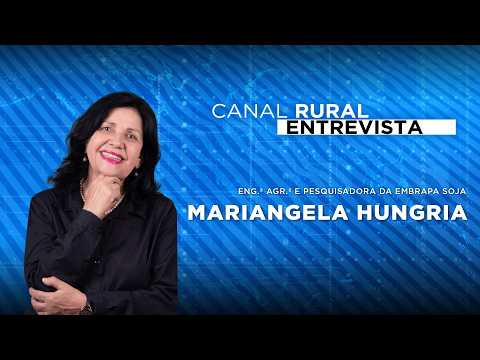 CANAL RURAL
ENTREVISTA
ENG.ª AGR.ª E PESQUISADORA DA EMBRAPA SOJA
MARIANGELA HUNGRIA